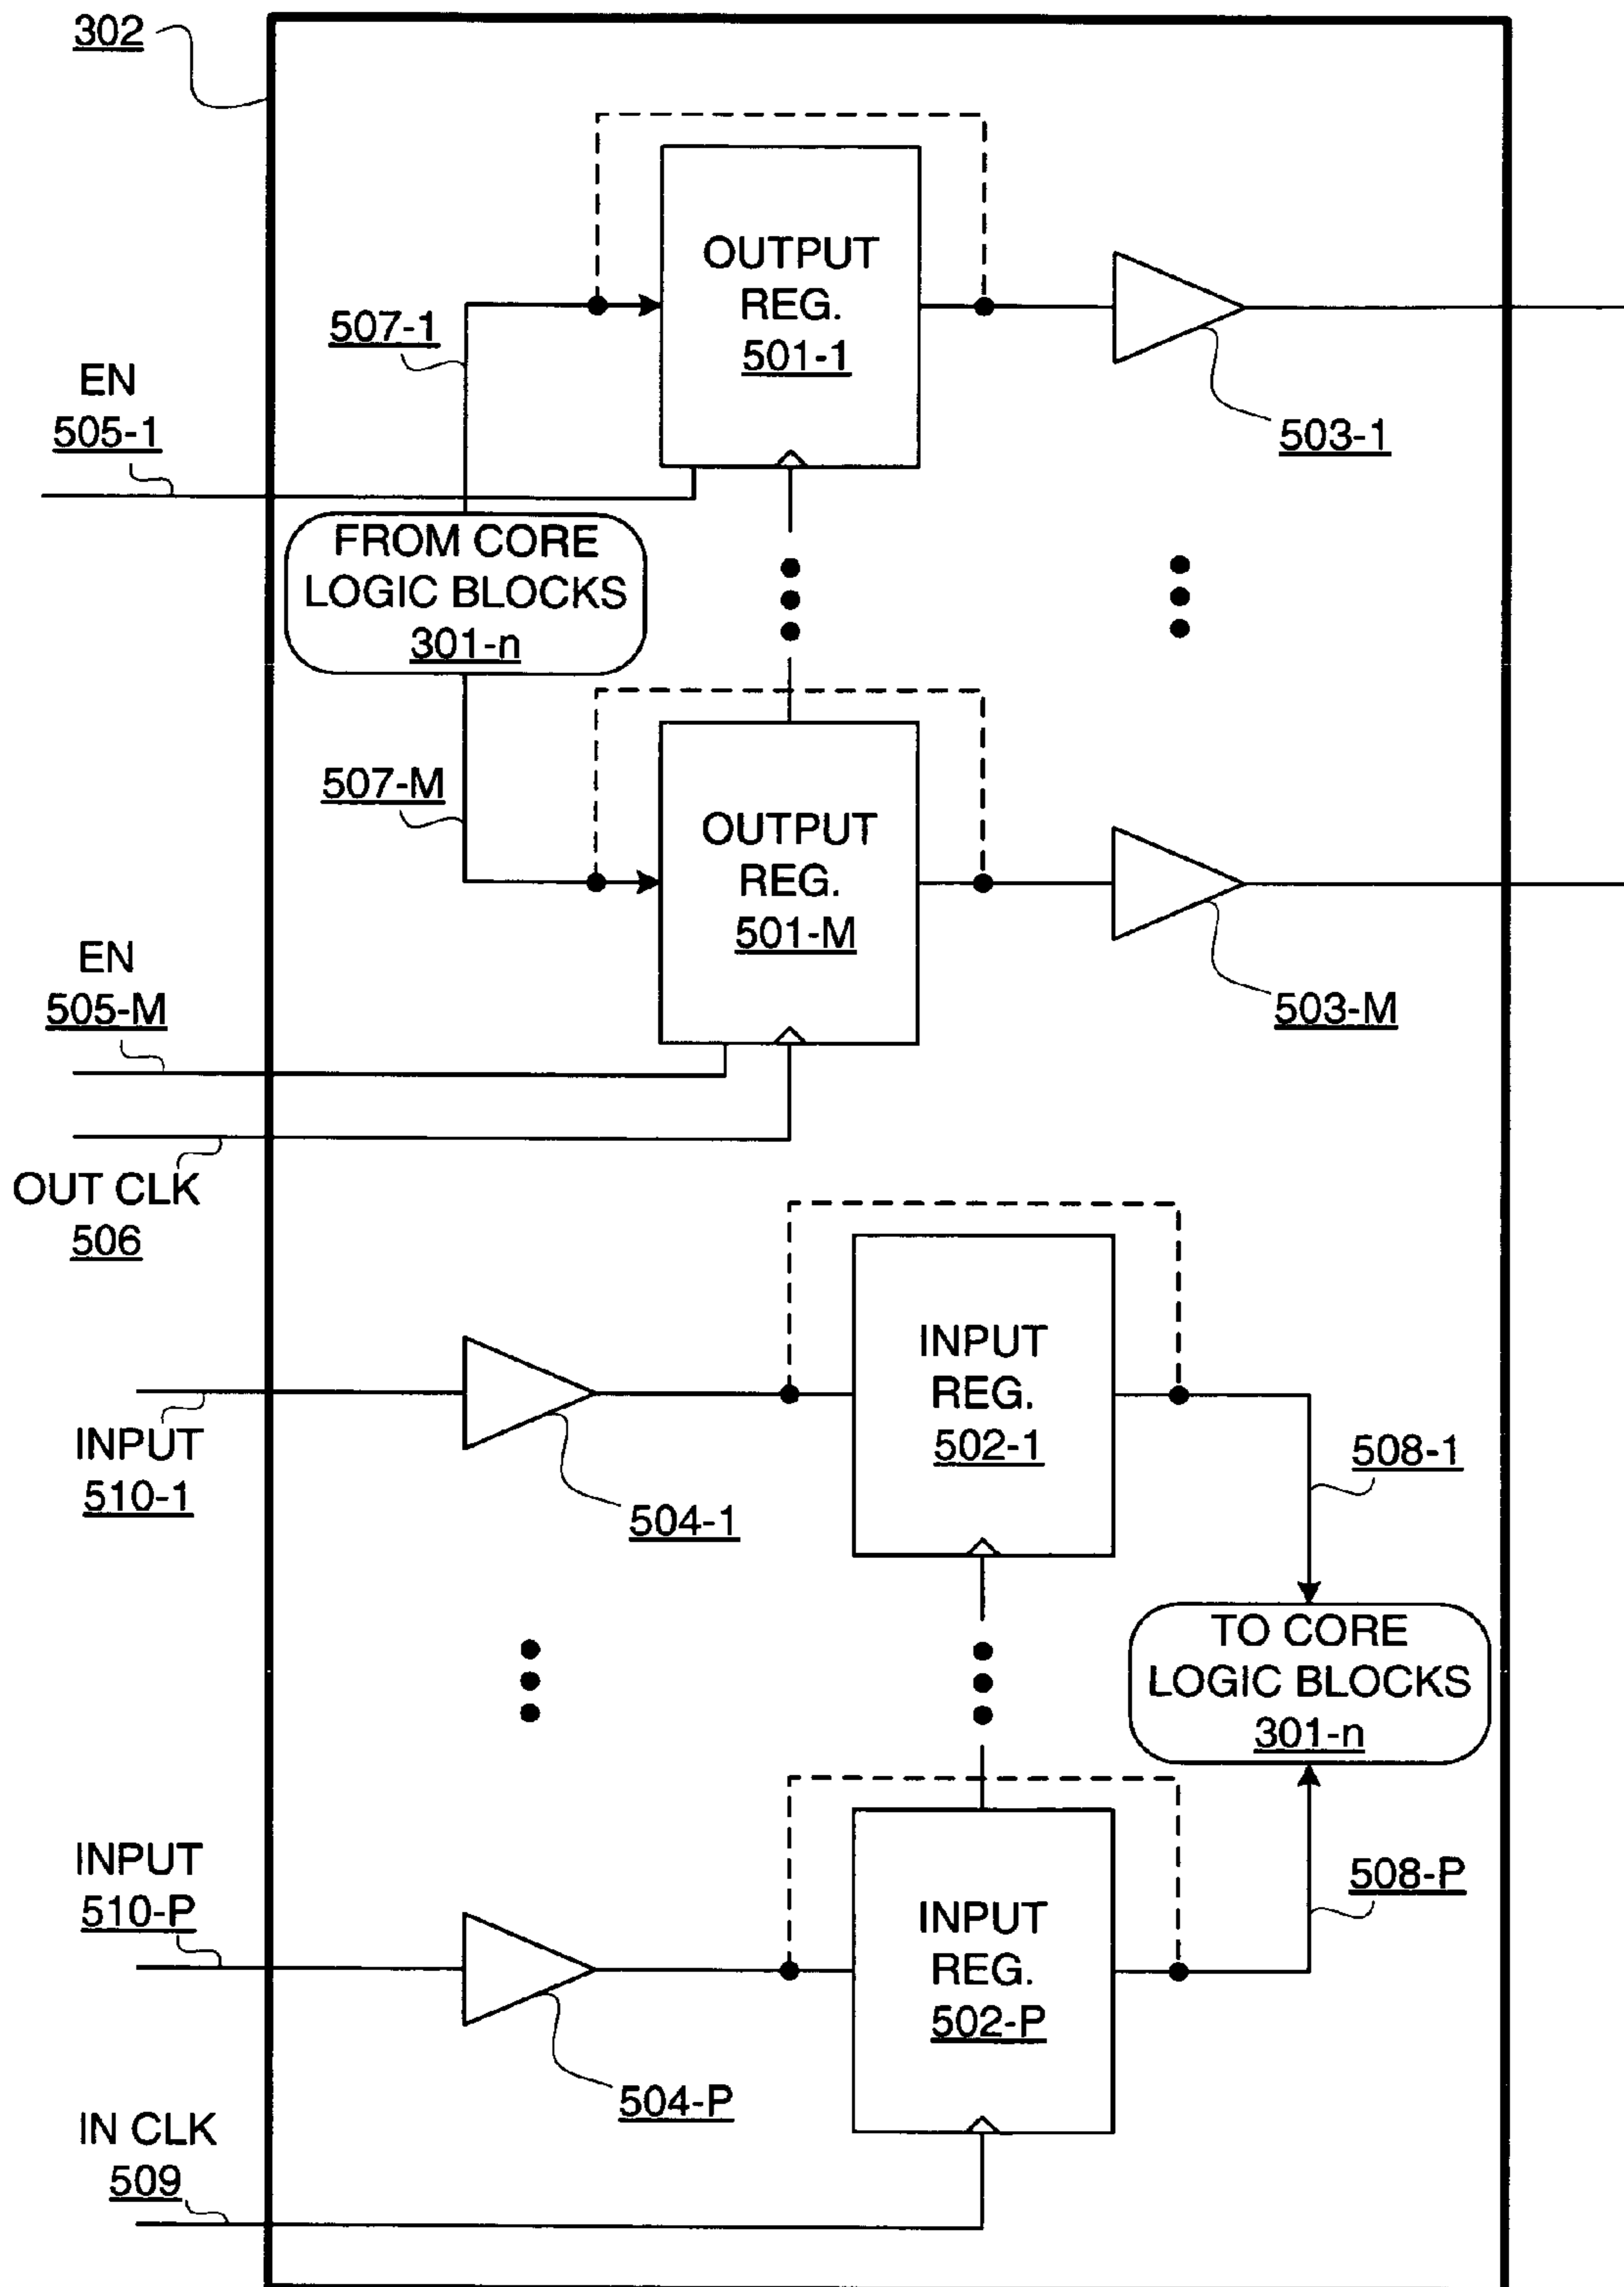 302
OUTPUT
REG.
501-1
507-1
EN
505-1
503-1
FROM CORE
LOGIC BLOCKS
301-n
507-M
OUTPUT
REG.
501-M
EN
505-M
503-M
OUT CLK
506
INPUT
REG.
502-1
INPUT
510-1
504-1
508-1
TO CORE
LOGIC BLOCKS
301-n
INPUT
510-P
508-P
INPUT
REG.
502-P
504-P
IN CLK
509